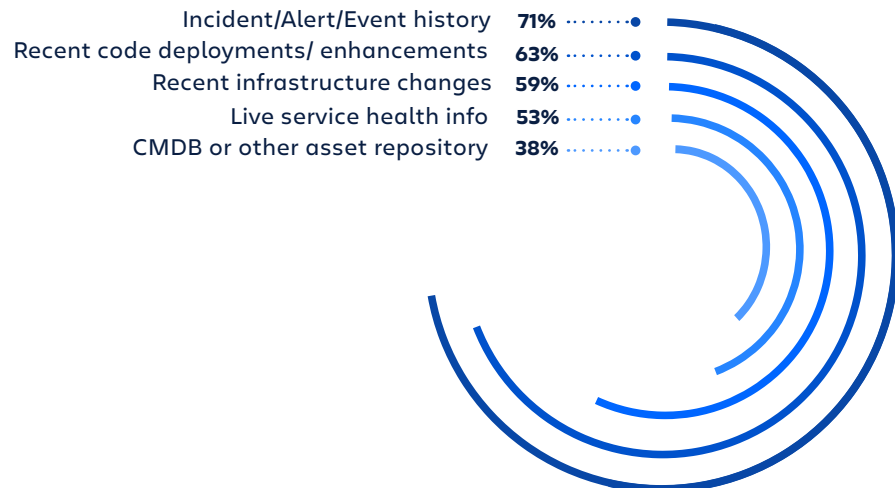 Incident/Alert/Event history 71%
Recent code deployments/ enhancements 63%
Recent infrastructure changes 59%
Live service health info 53%
CMDB or other asset repository 38%